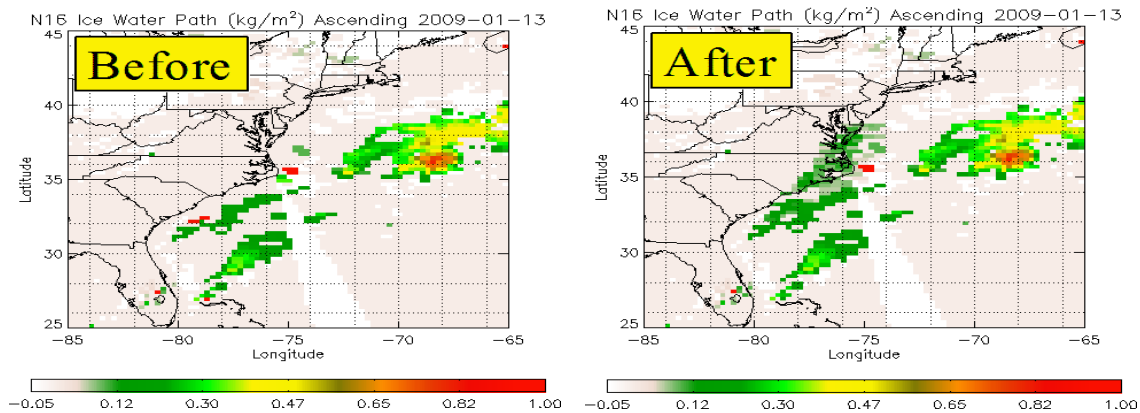 N16 Ice Water Path (kg/m²) Ascending 2009-01-13
Before
45
40
35
30
25
Latitude
-85 -80 -75 -70 -65
Longitude
-0.05 0.12 0.30 0.47 0.65 0.82 1.00
N16 Ice Water Path (kg/m²) Ascending 2009-01-13
After
45
40
35
30
25
Latitude
-85 -80 -75 -70 -65
Longitude
-0.05 0.12 0.30 0.47 0.65 0.82 1.00